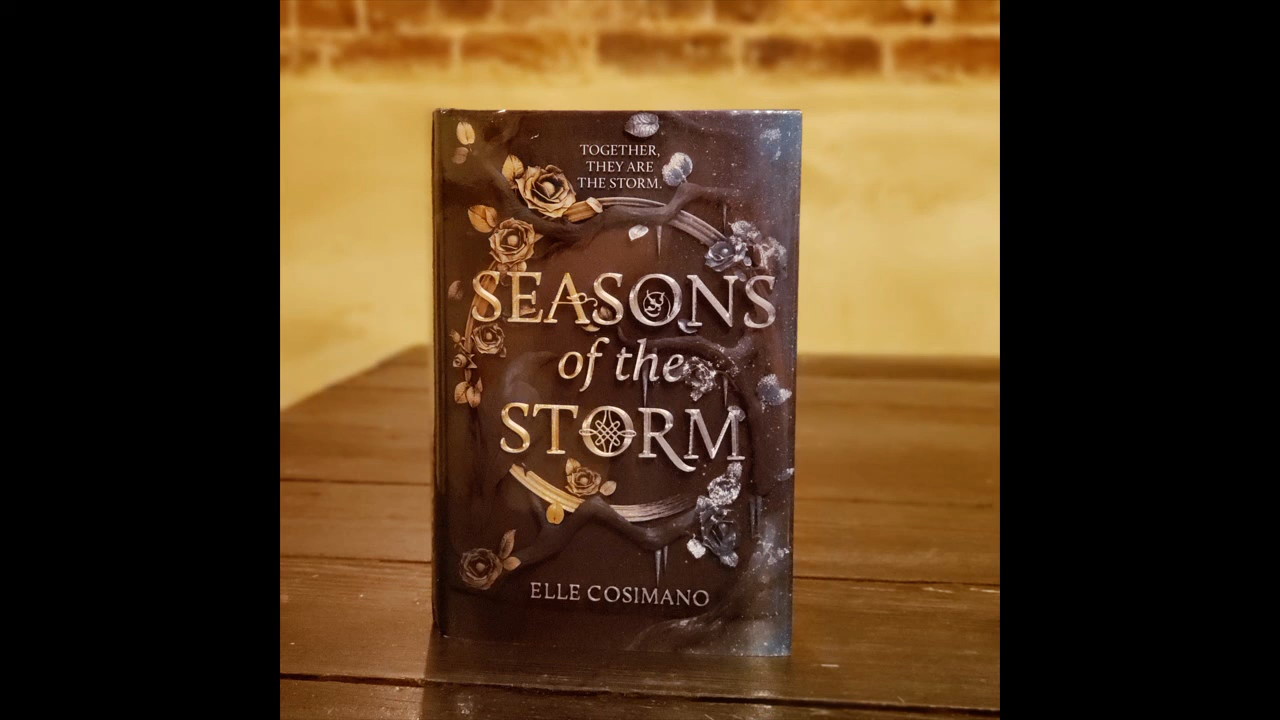 TOGETHER,
THEY ARE
THE STORM.
SEASONS
of the
STORM
ELLE COSIMANO